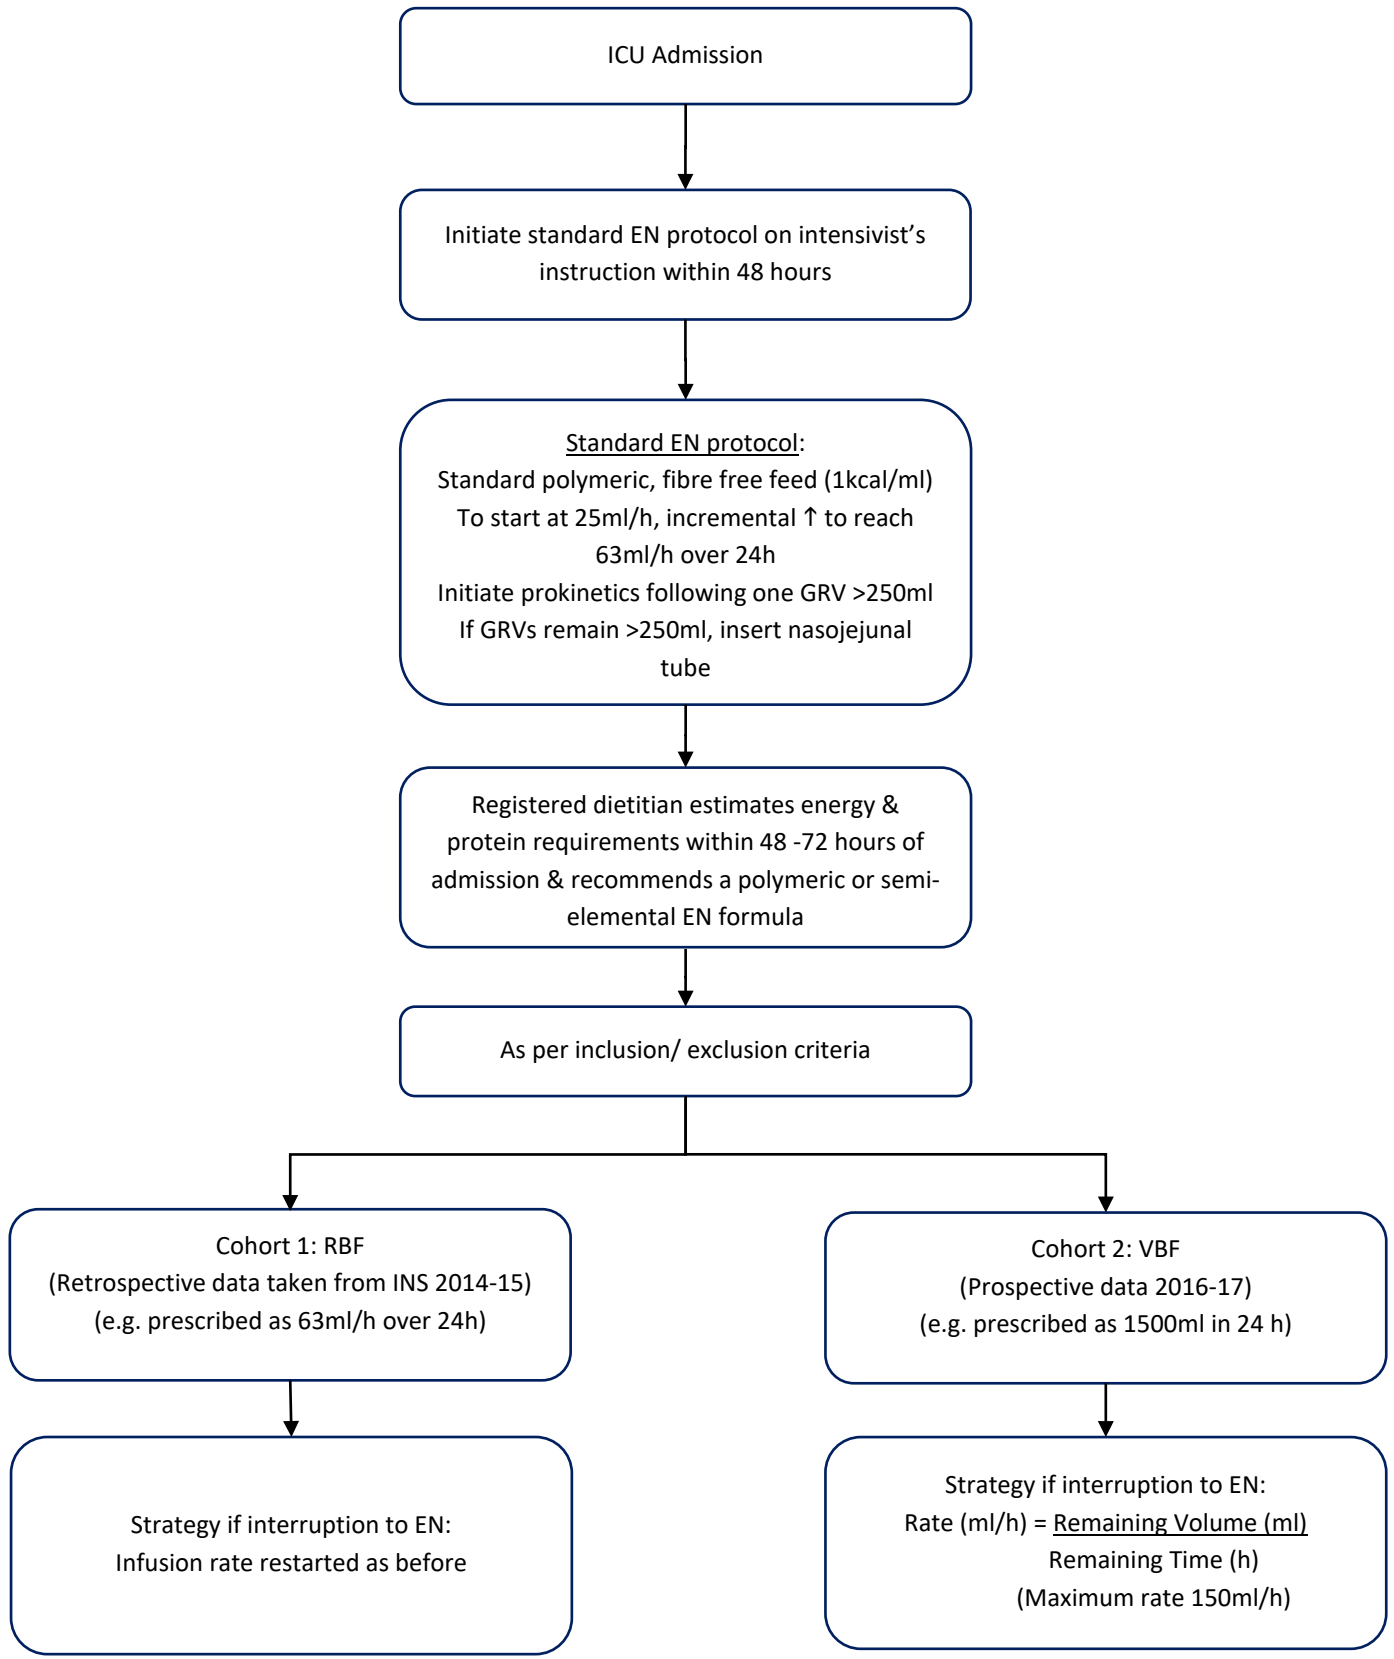 ICU Admission
Initiate standard EN protocol on intensivist’s
instruction within 48 hours
Standard EN protocol:
Standard polymeric, fibre free feed (1kcal/ml)
To start at 25ml/h, incremental ↑ to reach
63ml/h over 24h
Initiate prokinetics following one GRV >250ml
If GRVs remain >250ml, insert nasojejunal
tube
Registered dietitian estimates energy &
protein requirements within 48 -72 hours of
admission & recommends a polymeric or semi-
elemental EN formula
As per inclusion/ exclusion criteria
Cohort 1: RBF
(Retrospective data taken from INS 2014-15)
(e.g. prescribed as 63ml/h over 24h)
Cohort 2: VBF
(Prospective data 2016-17)
(e.g. prescribed as 1500ml in 24 h)
Strategy if interruption to EN:
Infusion rate restarted as before
Strategy if interruption to EN:
Rate (ml/h) = Remaining Volume (ml)
Remaining Time (h)
(Maximum rate 150ml/h)